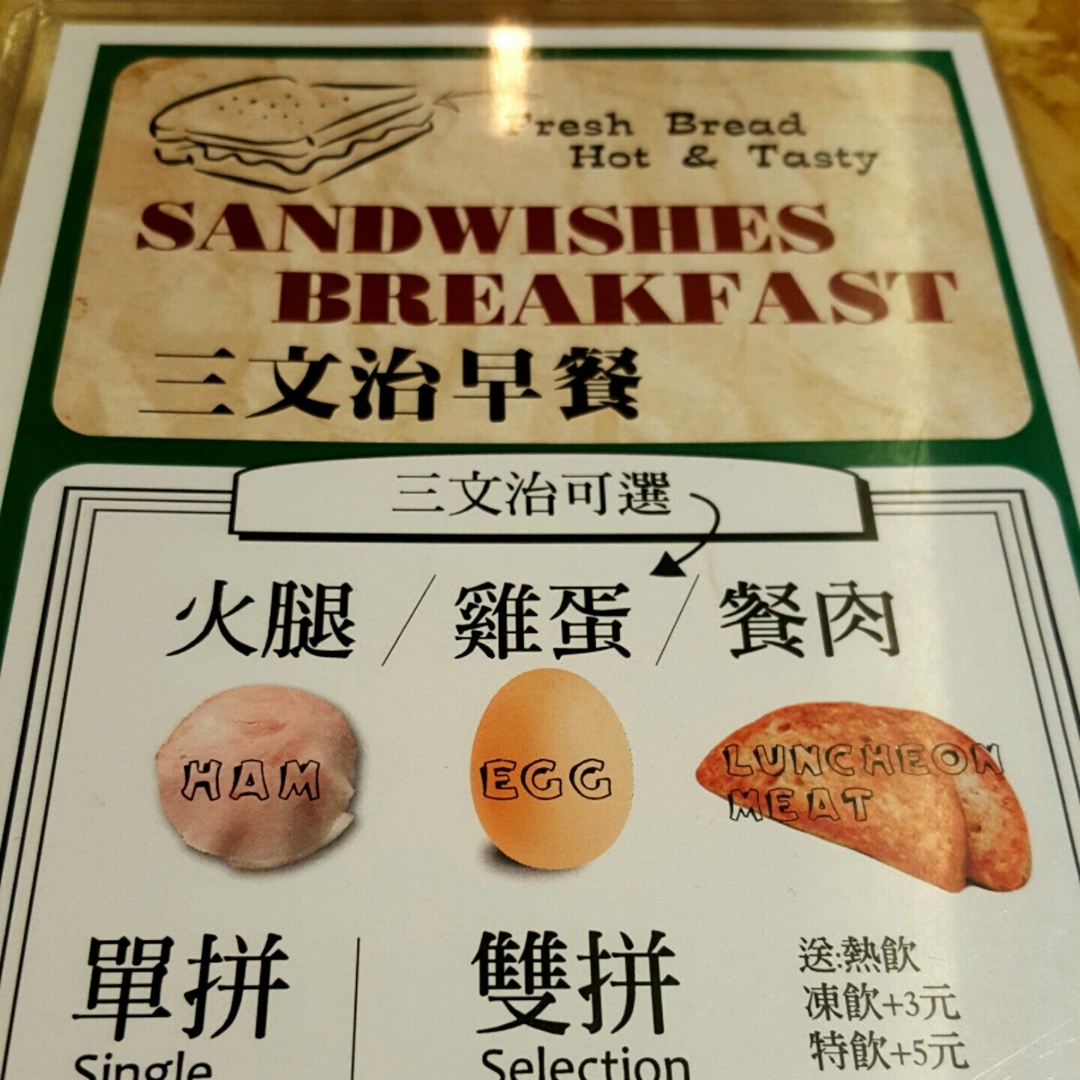 Fresh Bread
Hot & Tasty
SANDWISHES
BREAKFAST
三文治早餐
三文治可選
火腿 / 雞蛋 / 餐肉
HAM EGG LUNCHEON
MEAT
單拼 雙拼
Single Selection
送:熱飲
凍飲+3元
特飲+5元